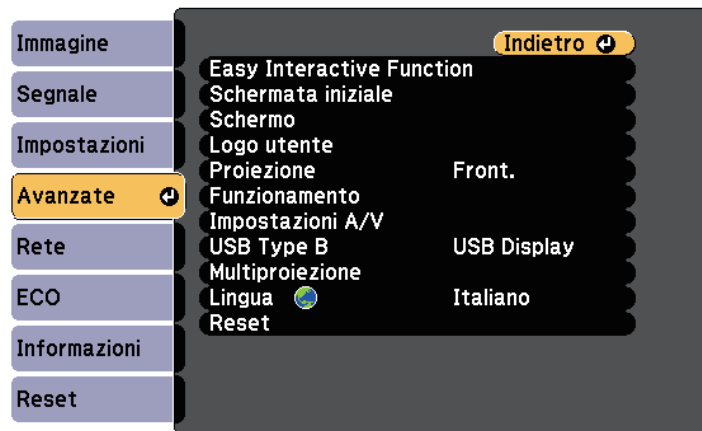 Immagine
Segnale
Impostazioni
Avanzate
Rete
ECO
Informazioni
Reset
Indietro
Easy Interactive Function
Schermata iniziale
Schermo
Logo utente
Proiezione Front.
Funzionamento
Impostazioni A/V
USB Type B USB Display
Multiproiezione
Lingua Italiano
Reset